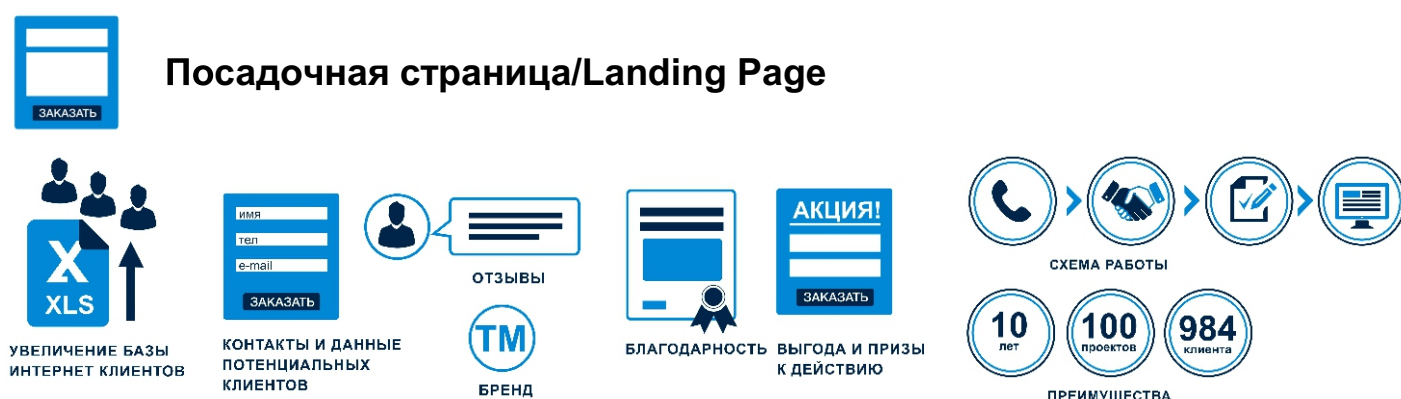 Посадочная страница/Landing Page
ЗАКАЗАТЬ
X
XLS
УВЕЛИЧЕНИЕ БАЗЫ
ИНТЕРНЕТ КЛИЕНТОВ
имя
тел
e-mail
ЗАКАЗАТЬ
КОНТАКТЫ И ДАННЫЕ
ПОТЕНЦИАЛЬНЫХ
КЛИЕНТОВ
ОТЗЫВЫ
ТМ
БРЕНД
БЛАГОДАРНОСТЬ
АКЦИЯ!
ЗАКАЗАТЬ
ВЫГОДА И ПРИЗЫ
К ДЕЙСТВИЮ
СХЕМА РАБОТЫ
10
лет
100
проектов
984
клиента
ПРЕИМУЩЕСТВА